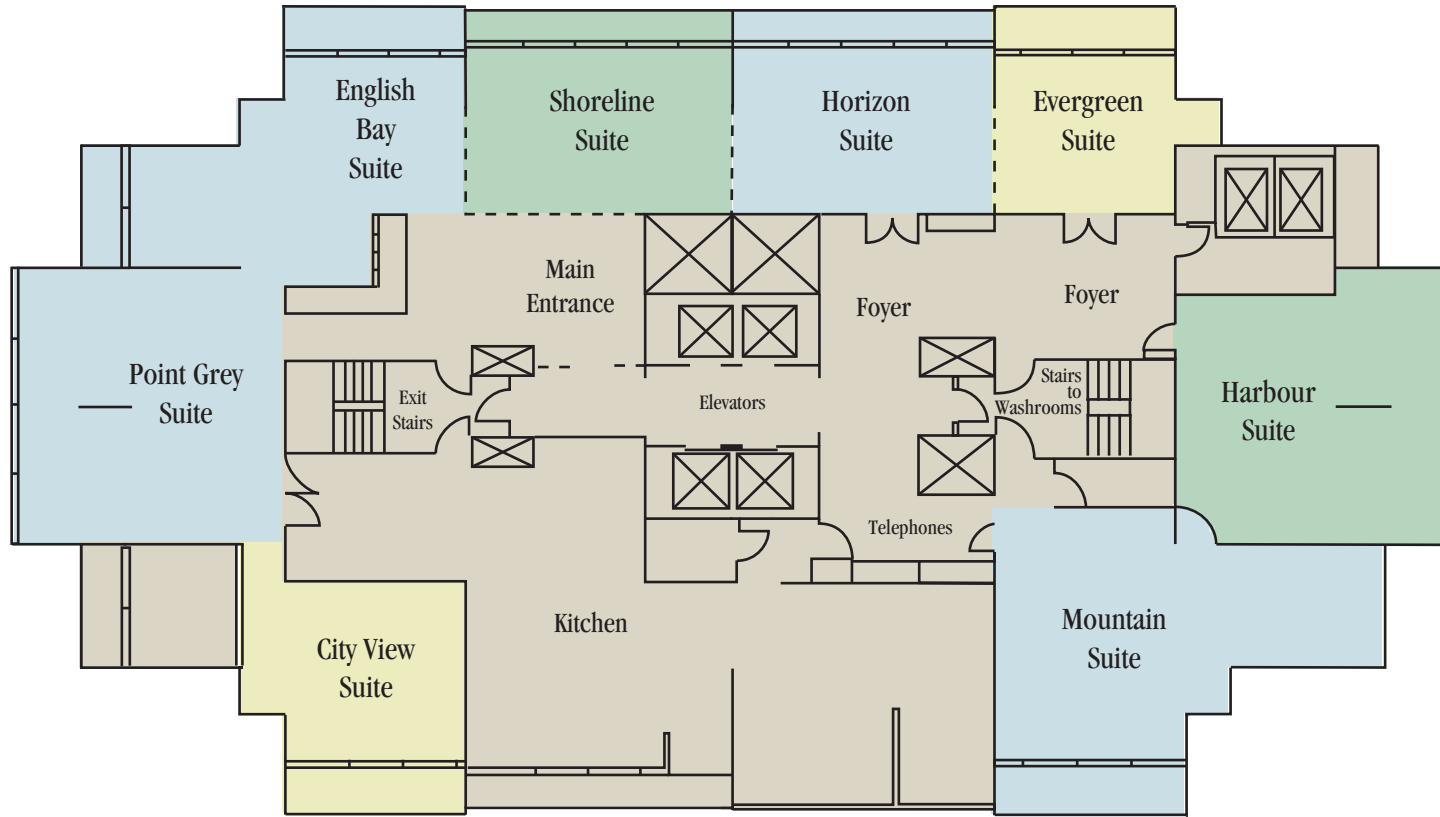 English
Bay
Suite
Shoreline
Suite
Horizon
Suite
Evergreen
Suite
Main
Entrance
Foyer
Foyer
Point Grey
Suite
Exit
Stairs
Elevators
Stairs
to
Washrooms
Harbour
Suite
Telephones
City View
Suite
Kitchen
Mountain
Suite